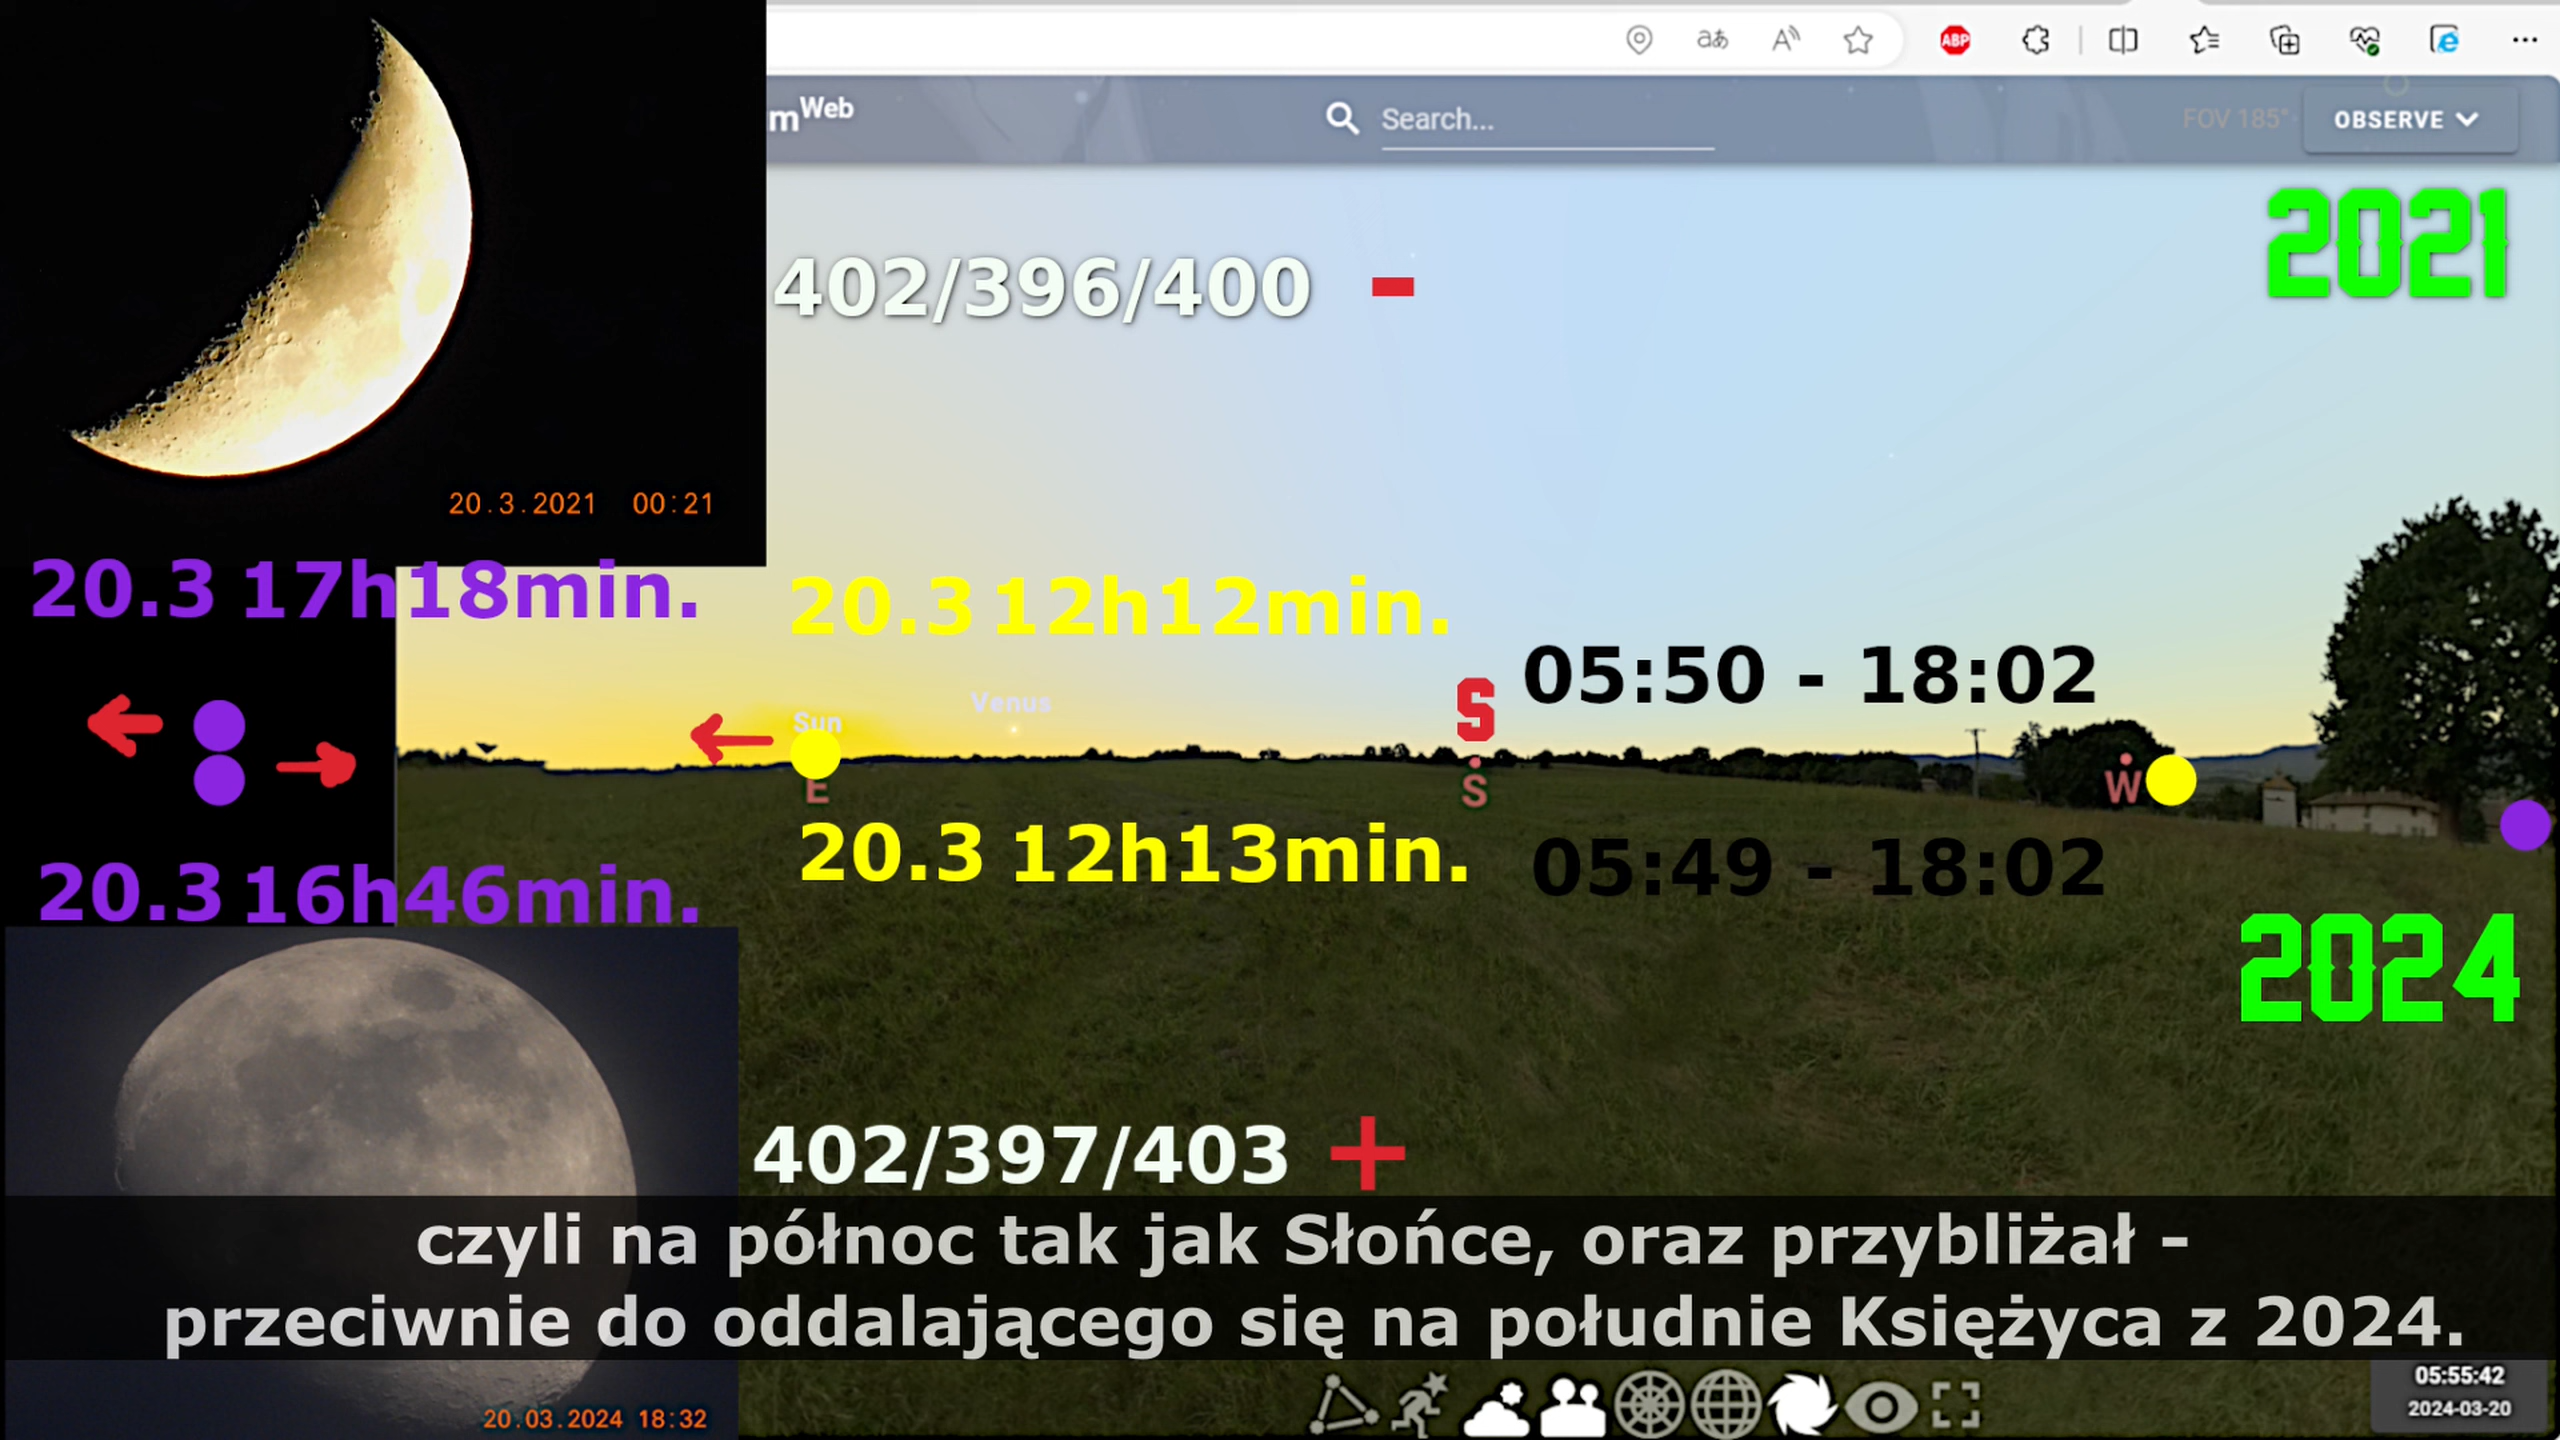 mWeb
Search...
FOV 185°
OBSERVE
ABP
2021
402/396/400 -
20.3.2021 00:21
20.3 17h18min.
20.3 12h12min.
05:50 - 18:02
Venus
Sun
S
E
S
W
20.3 12h13min.
05:49 - 18:02
20.3 16h46min.
2024
402/397/403 +
czyli na północ tak jak Słońce, oraz przybliżał -
przeciwnie do oddalającego się na południe Księżyca z 2024.
20.03.2024 18:32
05:55:42
2024-03-20